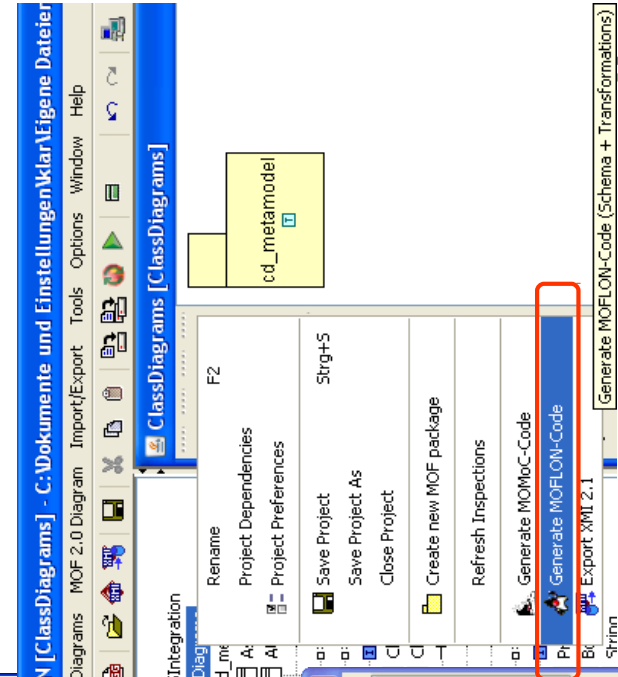 N [ClassDiagrams] - C:\Dokumente und Einstellungen\klar\Eigene Dateien
Diagrams MOF 2.0 Diagram Import/Export Tools Options Window Help
ClassDiagrams [ClassDiagrams]
Integration
cd_metamodel
T
Rename F2
Project Dependencies
Project Preferences
Save Project Strg+S
Save Project As
Close Project
Create new MOF package
Refresh Inspections
Generate MOMoC-Code
Generate MOFLON-Code
Export XMI 2.1
Generate MOFLON-Code (Schema + Transformations)
String